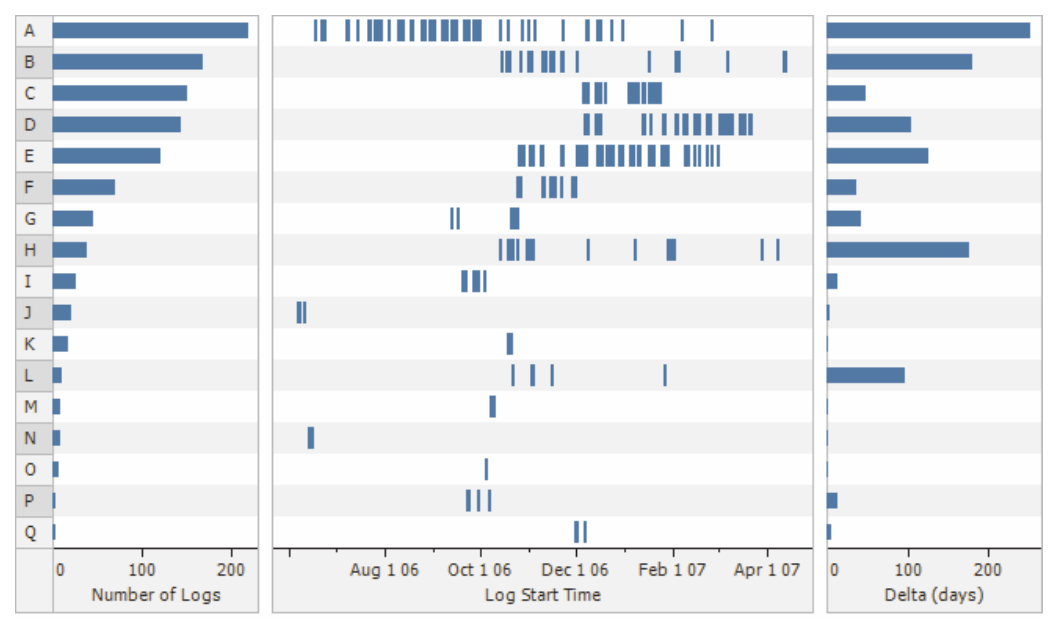 A
B
C
D
E
F
G
H
I
J
K
L
M
N
O
P
Q
0 100 200
Number of Logs
Aug 1 06 Oct 1 06 Dec 1 06 Feb 1 07 Apr 1 07
Log Start Time
0 100 200
Delta (days)